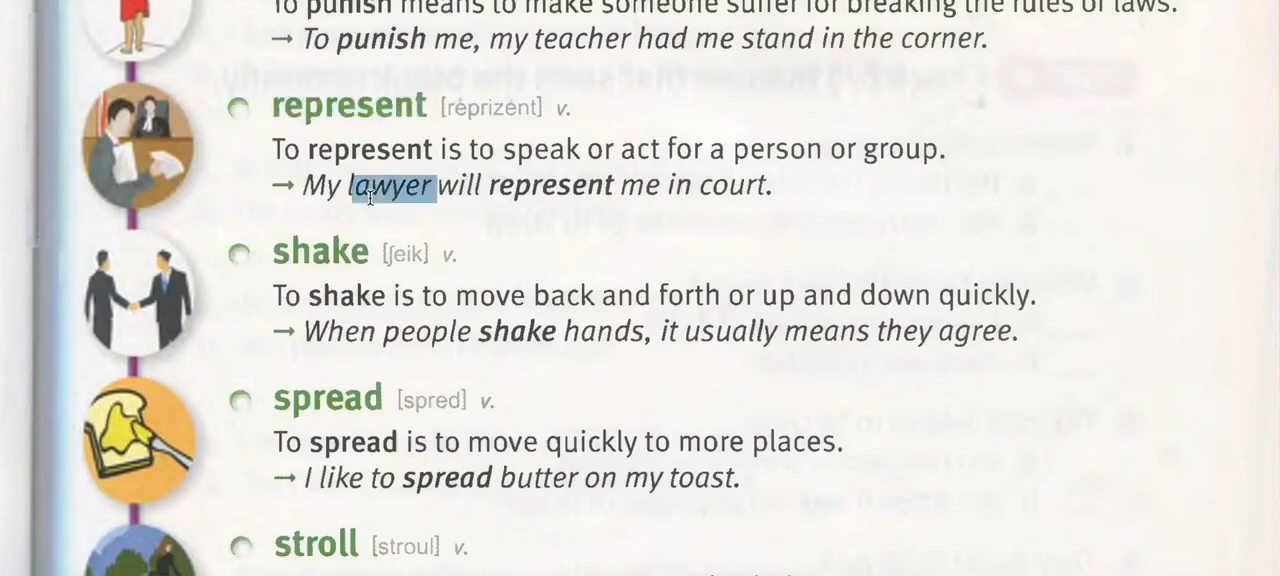 To punish means to make someone suffer for breaking the rules or laws.
→ To punish me, my teacher had me stand in the corner.
represent [rèprizént] v.
To represent is to speak or act for a person or group.
→ My lawyer will represent me in court.
shake [ʃeik] v.
To shake is to move back and forth or up and down quickly.
→ When people shake hands, it usually means they agree.
spread [spred] v.
To spread is to move quickly to more places.
→ I like to spread butter on my toast.
stroll [stroul] v.